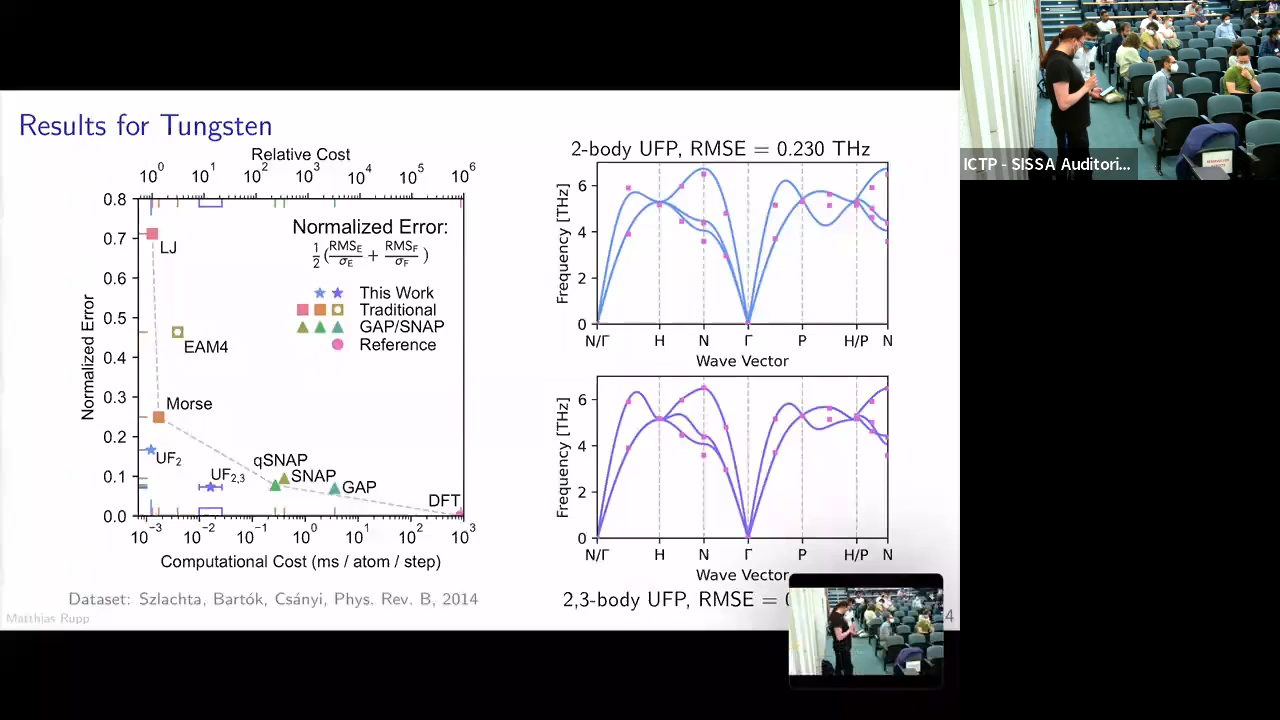 Results for Tungsten
Relative Cost
10^0 10^1 10^2 10^3 10^4 10^5 10^6
Normalized Error
0.8
0.7
0.6
0.5
0.4
0.3
0.2
0.1
0.0
Normalized Error:
1/2 (RMS_E/σ_E + RMS_F/σ_F)
This Work
Traditional
GAP/SNAP
Reference
LJ
EAM4
Morse
UF_2
UF_2,3
qSNAP
SNAP
GAP
DFT
10^-3 10^-2 10^-1 10^0 10^1 10^2 10^3
Computational Cost (ms / atom / step)
Dataset: Szlachta, Bartók, Csányi, Phys. Rev. B, 2014
Matthias Rupp
2-body UFP, RMSE = 0.230 THz
Frequency [THz]
6
4
2
0
N/Γ H N Γ P H/P N
Wave Vector
Frequency [THz]
6
4
2
0
N/Γ H N Γ P H/P N
Wave Vector
2,3-body UFP, RMSE =
4
ICTP - SISSA Auditori...